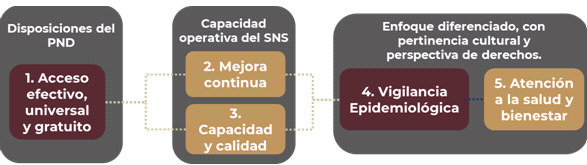 Disposiciones del
PND
1. Acceso
efectivo,
universal
y gratuito
Capacidad
operativa del SNS
2. Mejora
continua
3.
Capacidad
y calidad
Enfoque diferenciado, con
pertinencia cultural y
perspectiva de derechos.
4. Vigilancia
Epidemiológica
5. Atención
a la salud y
bienestar